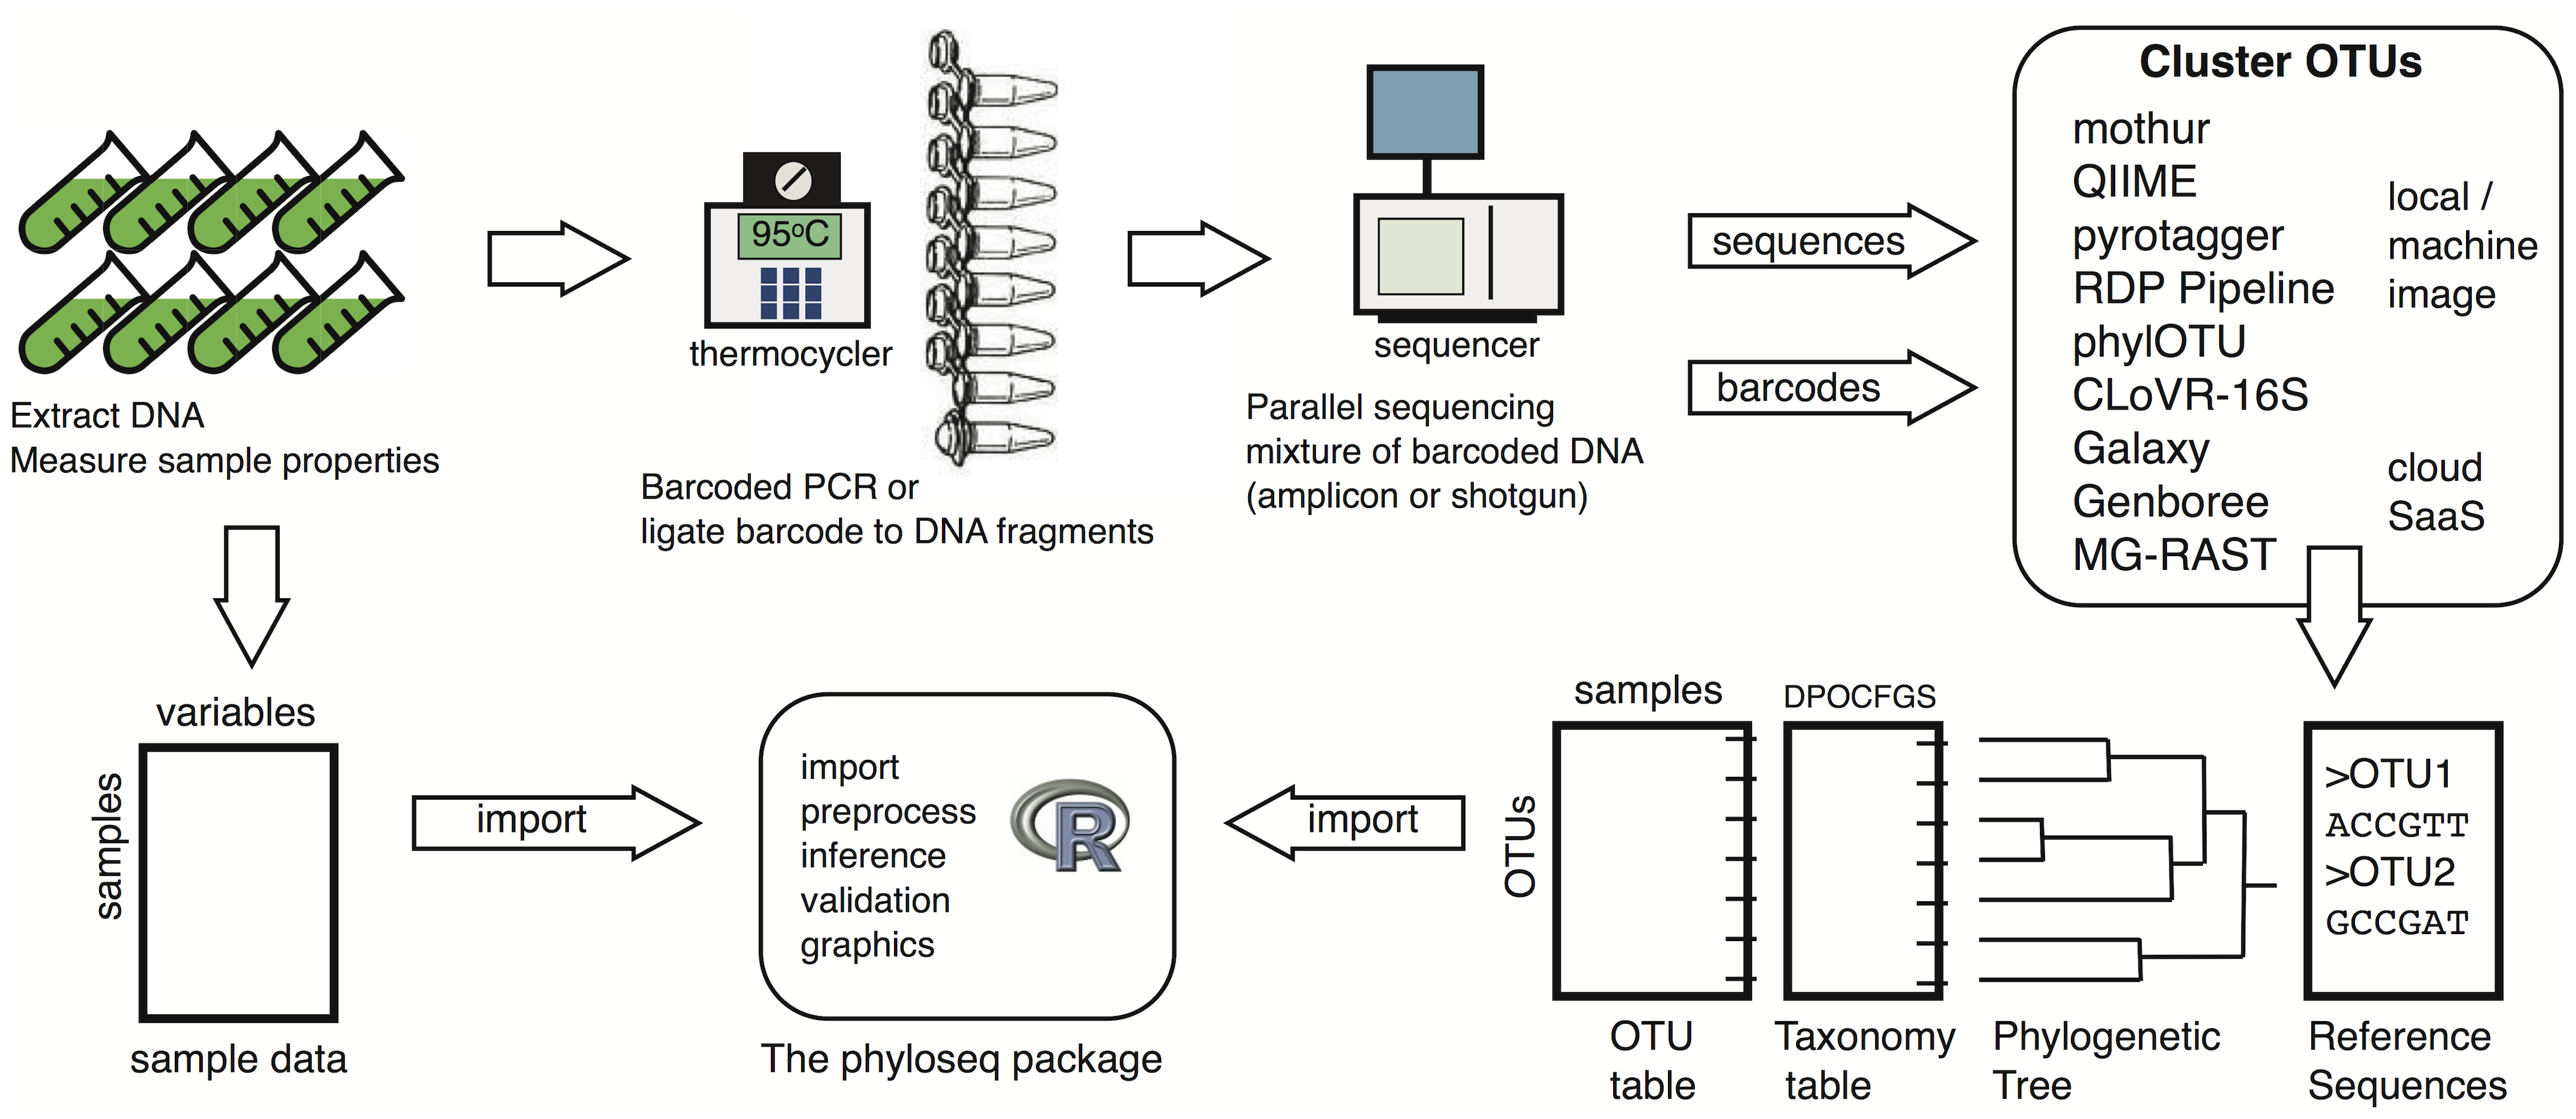 Extract DNA
Measure sample properties
95ºC
thermocycler
Barcoded PCR or
ligate barcode to DNA fragments
sequencer
Parallel sequencing
mixture of barcoded DNA
(amplicon or shotgun)
sequences
barcodes
Cluster OTUs
mothur
QIIME
pyrotagger
RDP Pipeline
phylOTU
CLoVR-16S
Galaxy
Genboree
MG-RAST
local /
machine
image
cloud
SaaS
variables
samples
sample data
import
import
preprocess
inference
validation
graphics
R
The phyloseq package
import
samples
OTUs
OTU
table
DPOCFGS
Taxonomy
table
Phylogenetic
Tree
>OTU1
ACCGTT
>OTU2
GCCGAT
Reference
Sequences